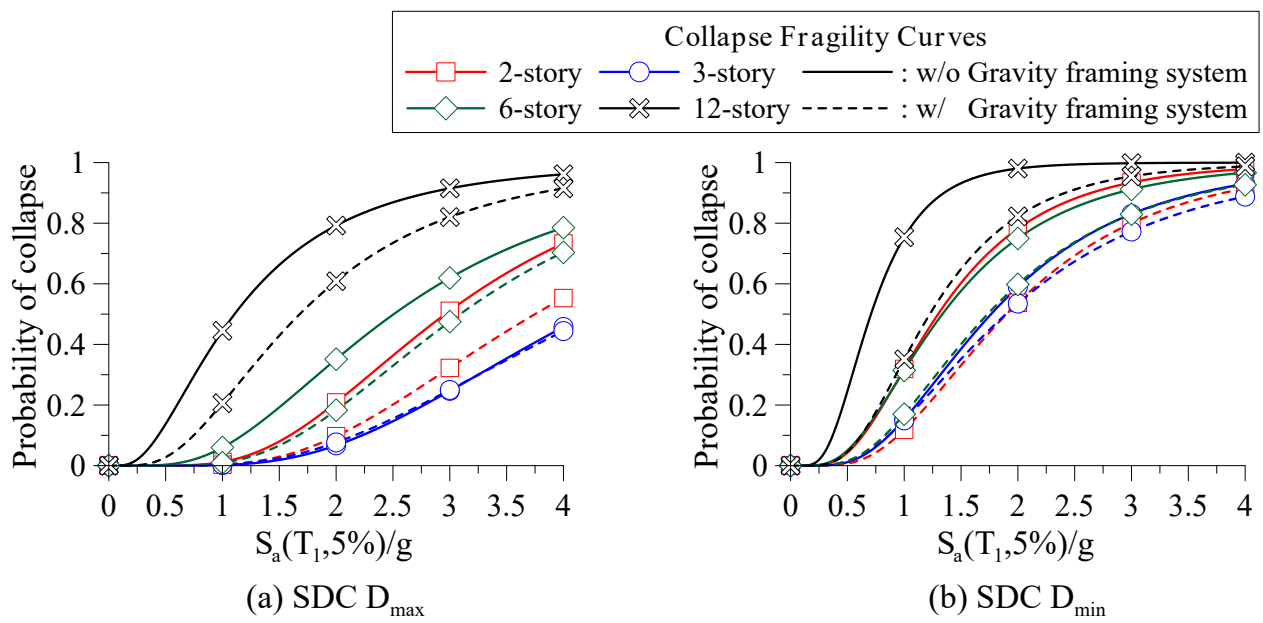 Collapse Fragility Curves
2-story 3-story : w/o Gravity framing system
6-story 12-story : w/ Gravity framing system
Probability of collapse
1
0.8
0.6
0.4
0.2
0
0 0.5 1 1.5 2 2.5 3 3.5 4
Sₐ(T₁,5%)/g
(a) SDC Dₘₐₓ
Probability of collapse
1
0.8
0.6
0.4
0.2
0
0 0.5 1 1.5 2 2.5 3 3.5 4
Sₐ(T₁,5%)/g
(b) SDC Dₘᵢₙ